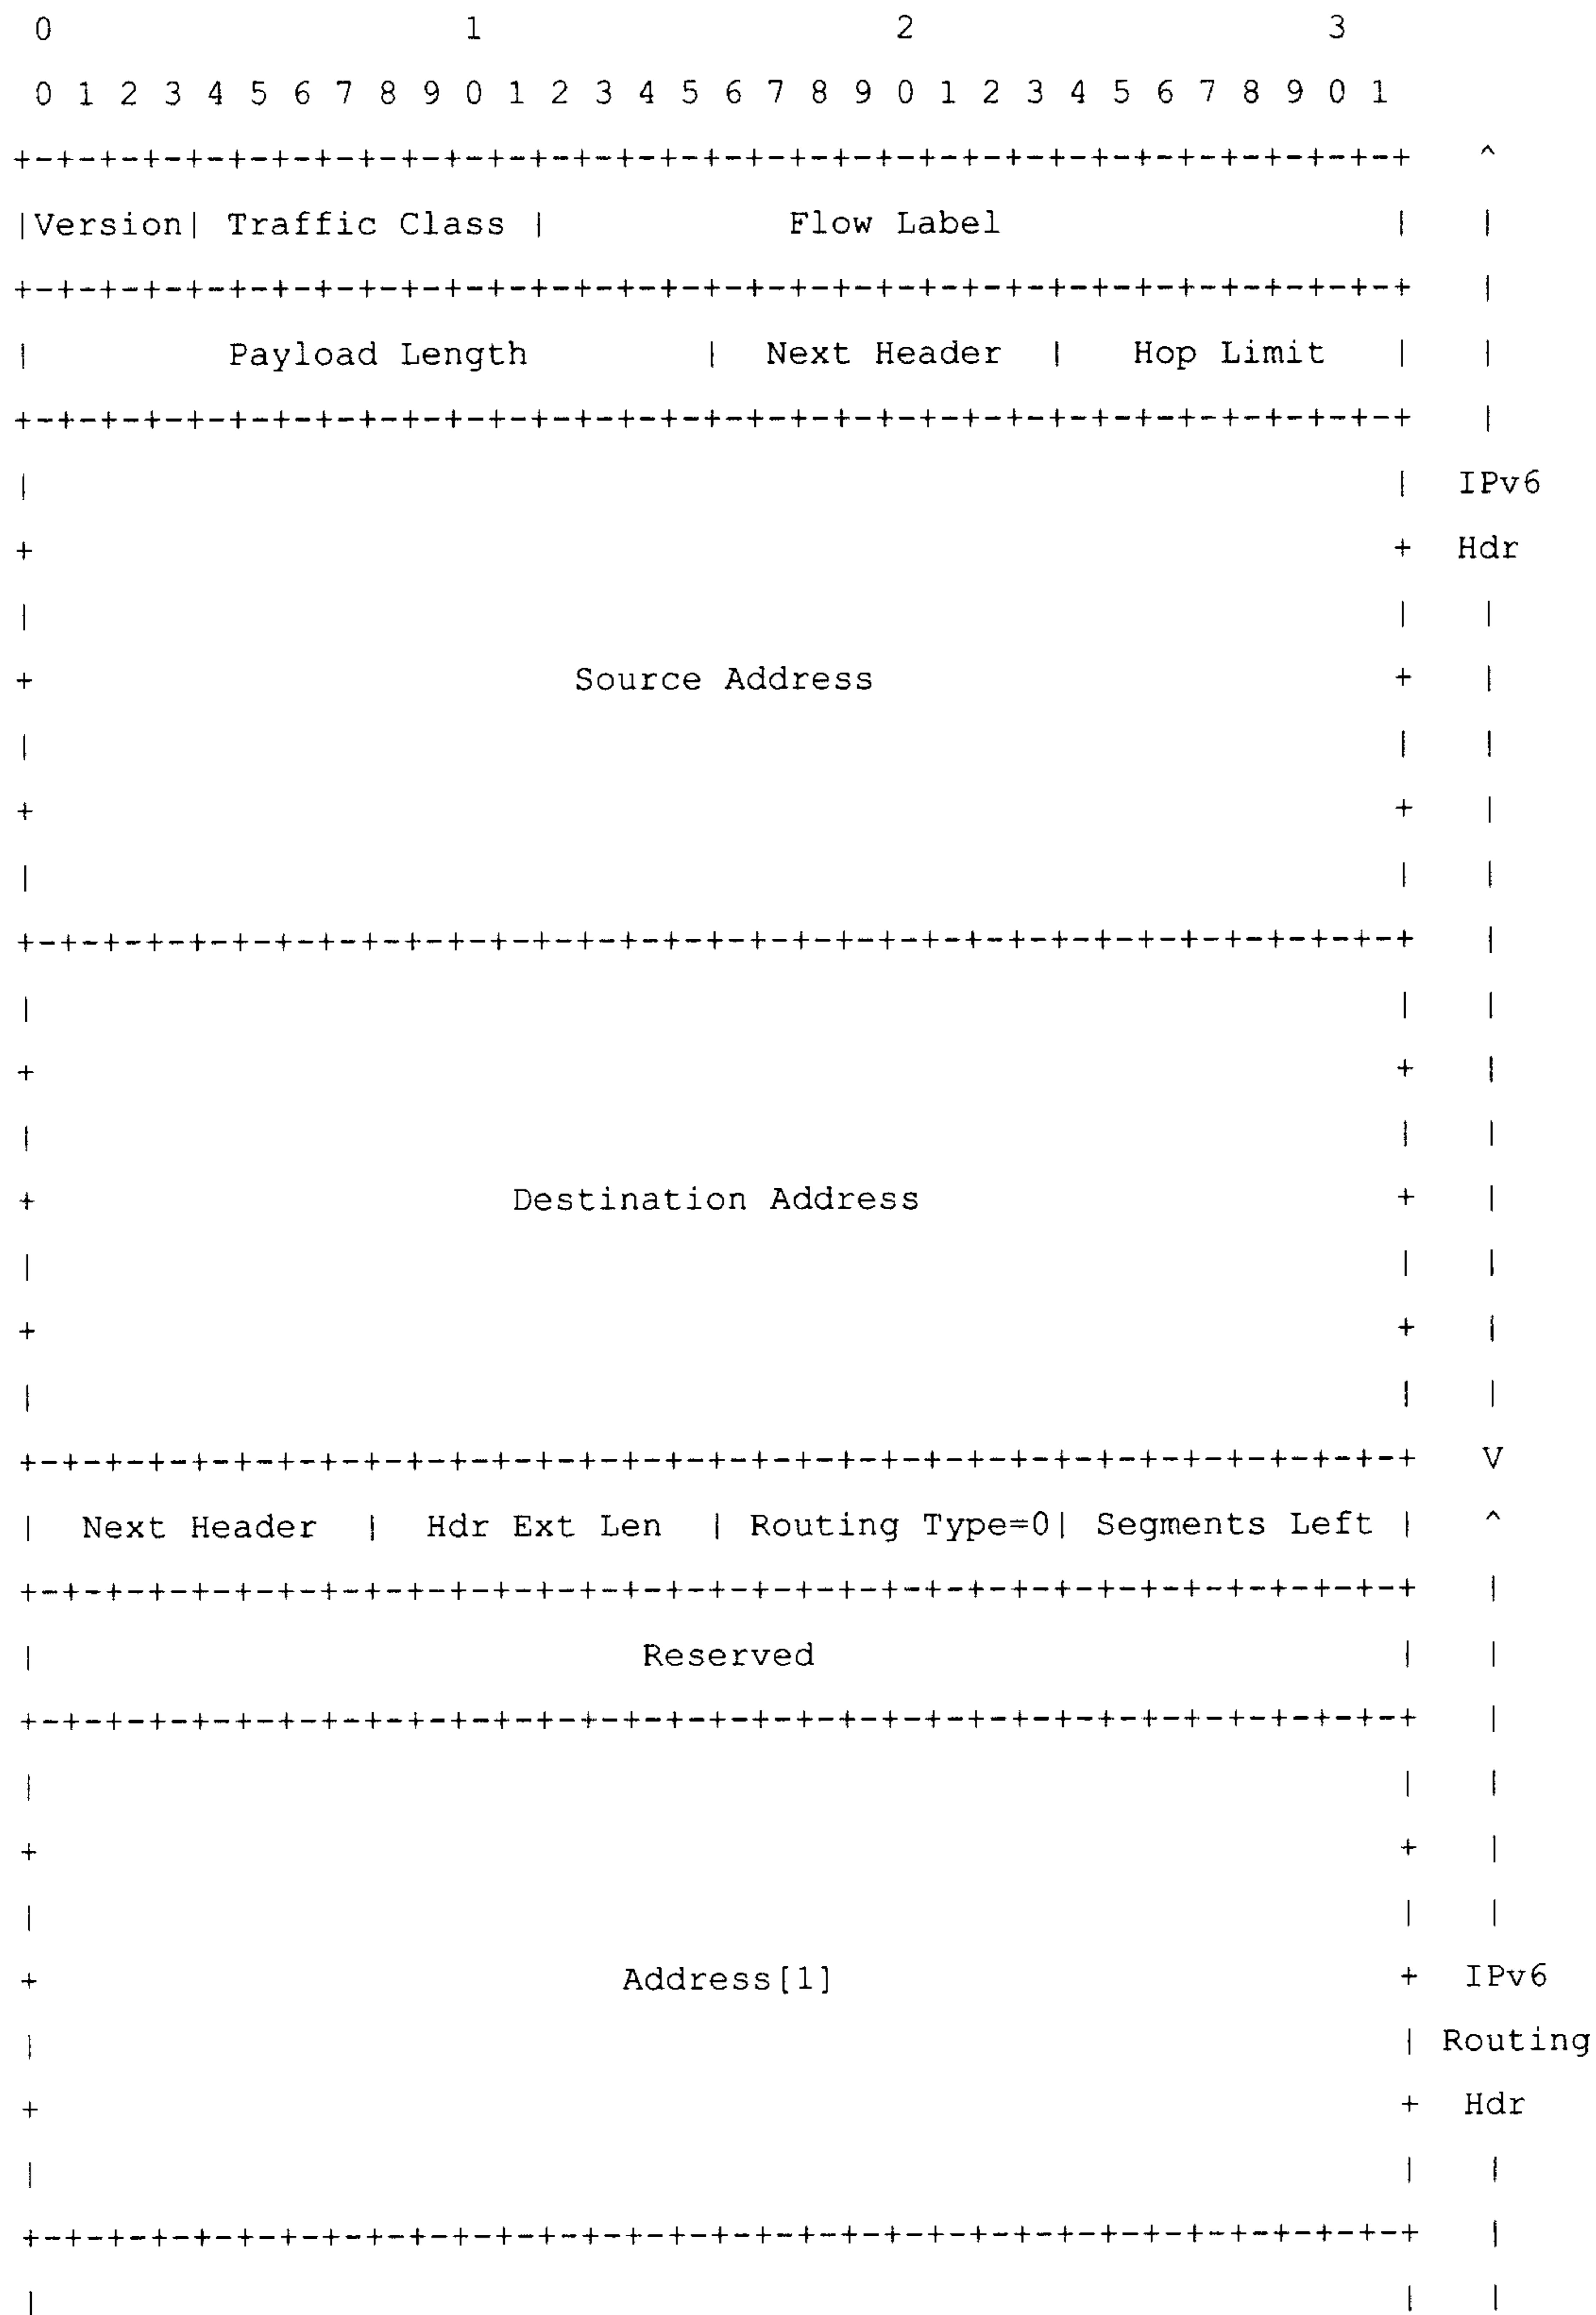 0                   1                   2                   3
0 1 2 3 4 5 6 7 8 9 0 1 2 3 4 5 6 7 8 9 0 1 2 3 4 5 6 7 8 9 0 1
+-+-+-+-+-+-+-+-+-+-+-+-+-+-+-+-+-+-+-+-+-+-+-+-+-+-+-+-+-+-+-+-+   ^
|Version| Traffic Class |           Flow Label                  |   |
+-+-+-+-+-+-+-+-+-+-+-+-+-+-+-+-+-+-+-+-+-+-+-+-+-+-+-+-+-+-+-+-+   |
|         Payload Length        |  Next Header  |   Hop Limit   |   |
+-+-+-+-+-+-+-+-+-+-+-+-+-+-+-+-+-+-+-+-+-+-+-+-+-+-+-+-+-+-+-+-+   |
|                                                               |  IPv6
+                                                               +  Hdr
|                                                               |   |
+                         Source Address                        +   |
|                                                               |   |
+                                                               +   |
|                                                               |   |
+-+-+-+-+-+-+-+-+-+-+-+-+-+-+-+-+-+-+-+-+-+-+-+-+-+-+-+-+-+-+-+-+   |
|                                                               |   |
+                                                               +   |
|                                                               |   |
+                      Destination Address                      +   |
|                                                               |   |
+                                                               +   |
|                                                               |   |
+-+-+-+-+-+-+-+-+-+-+-+-+-+-+-+-+-+-+-+-+-+-+-+-+-+-+-+-+-+-+-+-+   V
|  Next Header  |  Hdr Ext Len  | Routing Type=0| Segments Left |   ^
+-+-+-+-+-+-+-+-+-+-+-+-+-+-+-+-+-+-+-+-+-+-+-+-+-+-+-+-+-+-+-+-+   |
|                            Reserved                           |   |
+-+-+-+-+-+-+-+-+-+-+-+-+-+-+-+-+-+-+-+-+-+-+-+-+-+-+-+-+-+-+-+-+   |
|                                                               |   |
+                                                               +   |
|                                                               |   |
+                           Address[1]                          +  IPv6
|                                                               | Routing
+                                                               +  Hdr
|                                                               |   |
+-+-+-+-+-+-+-+-+-+-+-+-+-+-+-+-+-+-+-+-+-+-+-+-+-+-+-+-+-+-+-+-+   |
|                                                               |   |